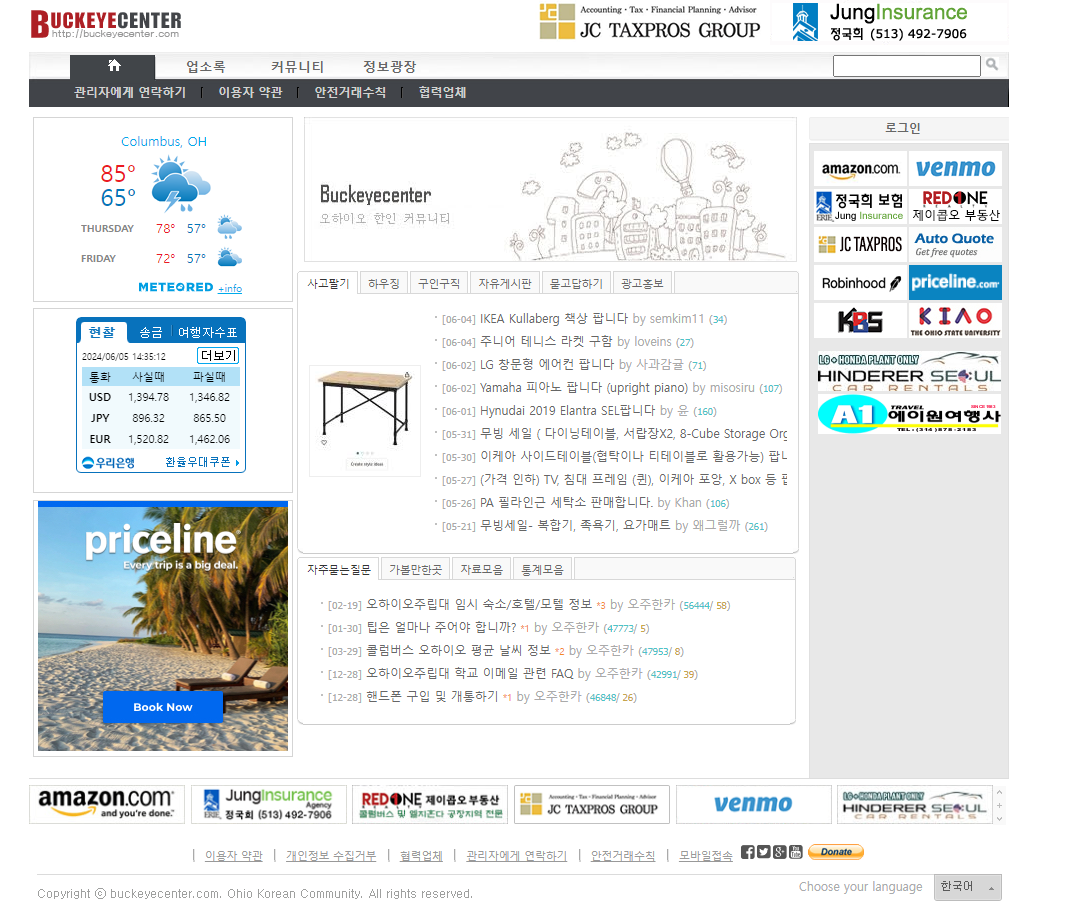 BUCKEYECENTER
http://buckeyecenter.com
Accounting · Tax · Financial Planning · Advisor
JC TAXPROS GROUP
JungInsurance
정국희 (513) 492-7906
업소록 커뮤니티 정보광장
관리자에게 연락하기 이용자 약관 안전거래수칙 협력업체
Columbus, OH
85°
65°
THURSDAY 78° 57°
FRIDAY 72° 57°
METEORED +info
현찰 송금 여행자수표
2024/06/05 14:35:12 더보기
통화 사실때 파실때
USD 1,394.78 1,346.82
JPY 896.32 865.50
EUR 1,520.82 1,462.06
우리은행 환율우대쿠폰
priceline®
Every trip is a big deal.
Book Now
Buckeyecenter
오하이오 한인 커뮤니티
사고팔기 하우징 구인구직 자유게시판 묻고답하기 광고홍보
Create style ideas
[06-04] IKEA Kullaberg 책상 팝니다 by semkim11 (34)
[06-04] 주니어 테니스 라켓 구함 by loveins (27)
[06-02] LG 창문형 에어컨 팝니다 by 사과감귤 (71)
[06-02] Yamaha 피아노 팝니다 (upright piano) by misosiru (107)
[06-01] Hynudai 2019 Elantra SEL팝니다 by 윤 (160)
[05-31] 무빙 세일 ( 다이닝테이블, 서랍장X2, 8-Cube Storage Org
[05-30] 이케아 사이드테이블(협탁이나 티테이블로 활용가능) 팝니
[05-27] (가격 인하) TV, 침대 프레임 (퀸), 이케아 포앙, X box 등 팝
[05-26] PA 필라인근 세탁소 판매합니다. by Khan (106)
[05-21] 무빙세일- 복합기, 족욕기, 요가매트 by 왜그럴까 (261)
자주묻는질문 가볼만한곳 자료모음 통계모음
[02-19] 오하이오주립대 임시 숙소/호텔/모텔 정보 *3 by 오주한카 (56444/ 58)
[01-30] 팁은 얼마나 주어야 합니까? *1 by 오주한카 (47773/ 5)
[03-29] 콜럼버스 오하이오 평균 날씨 정보 *2 by 오주한카 (47953/ 8)
[12-28] 오하이오주립대 학교 이메일 관련 FAQ by 오주한카 (42991/ 39)
[12-28] 핸드폰 구입 및 개통하기 *1 by 오주한카 (46848/ 26)
로그인
amazon.com. venmo
ERIE 정국희 보험 Jung Insurance
REDONE REALTY 제이콥오 부동산
JC TAXPROS
Auto Quote
Get free quotes
Robinhood priceline.com®
KBS
KIAO
THE OHIO STATE UNIVERSITY
LG & HONDA PLANT ONLY
HINDERER SEOUL
CAR RENTALS
A1 TRAVEL SINCE 1983
에이원여행사
TEL: (314) 878-2183
amazon.com®
and you're done.™
JungInsurance
Agency
ERIE 정국희 (513) 492-7906
REDONE REALTY 제이콥오부동산
콜럼버스 및 엘지혼다 공장지역 전문
Accounting · Tax · Financial Planning · Advisor
JC TAXPROS GROUP
venmo
LG & HONDA PLANT ONLY
HINDERER SEOUL
CAR RENTALS
이용자 약관 | 개인정보 수집거부 | 협력업체 | 관리자에게 연락하기 | 안전거래수칙 | 모바일접속
Donate
Copyright ⓒ buckeyecenter.com. Ohio Korean Community. All rights reserved.
Choose your language 한국어